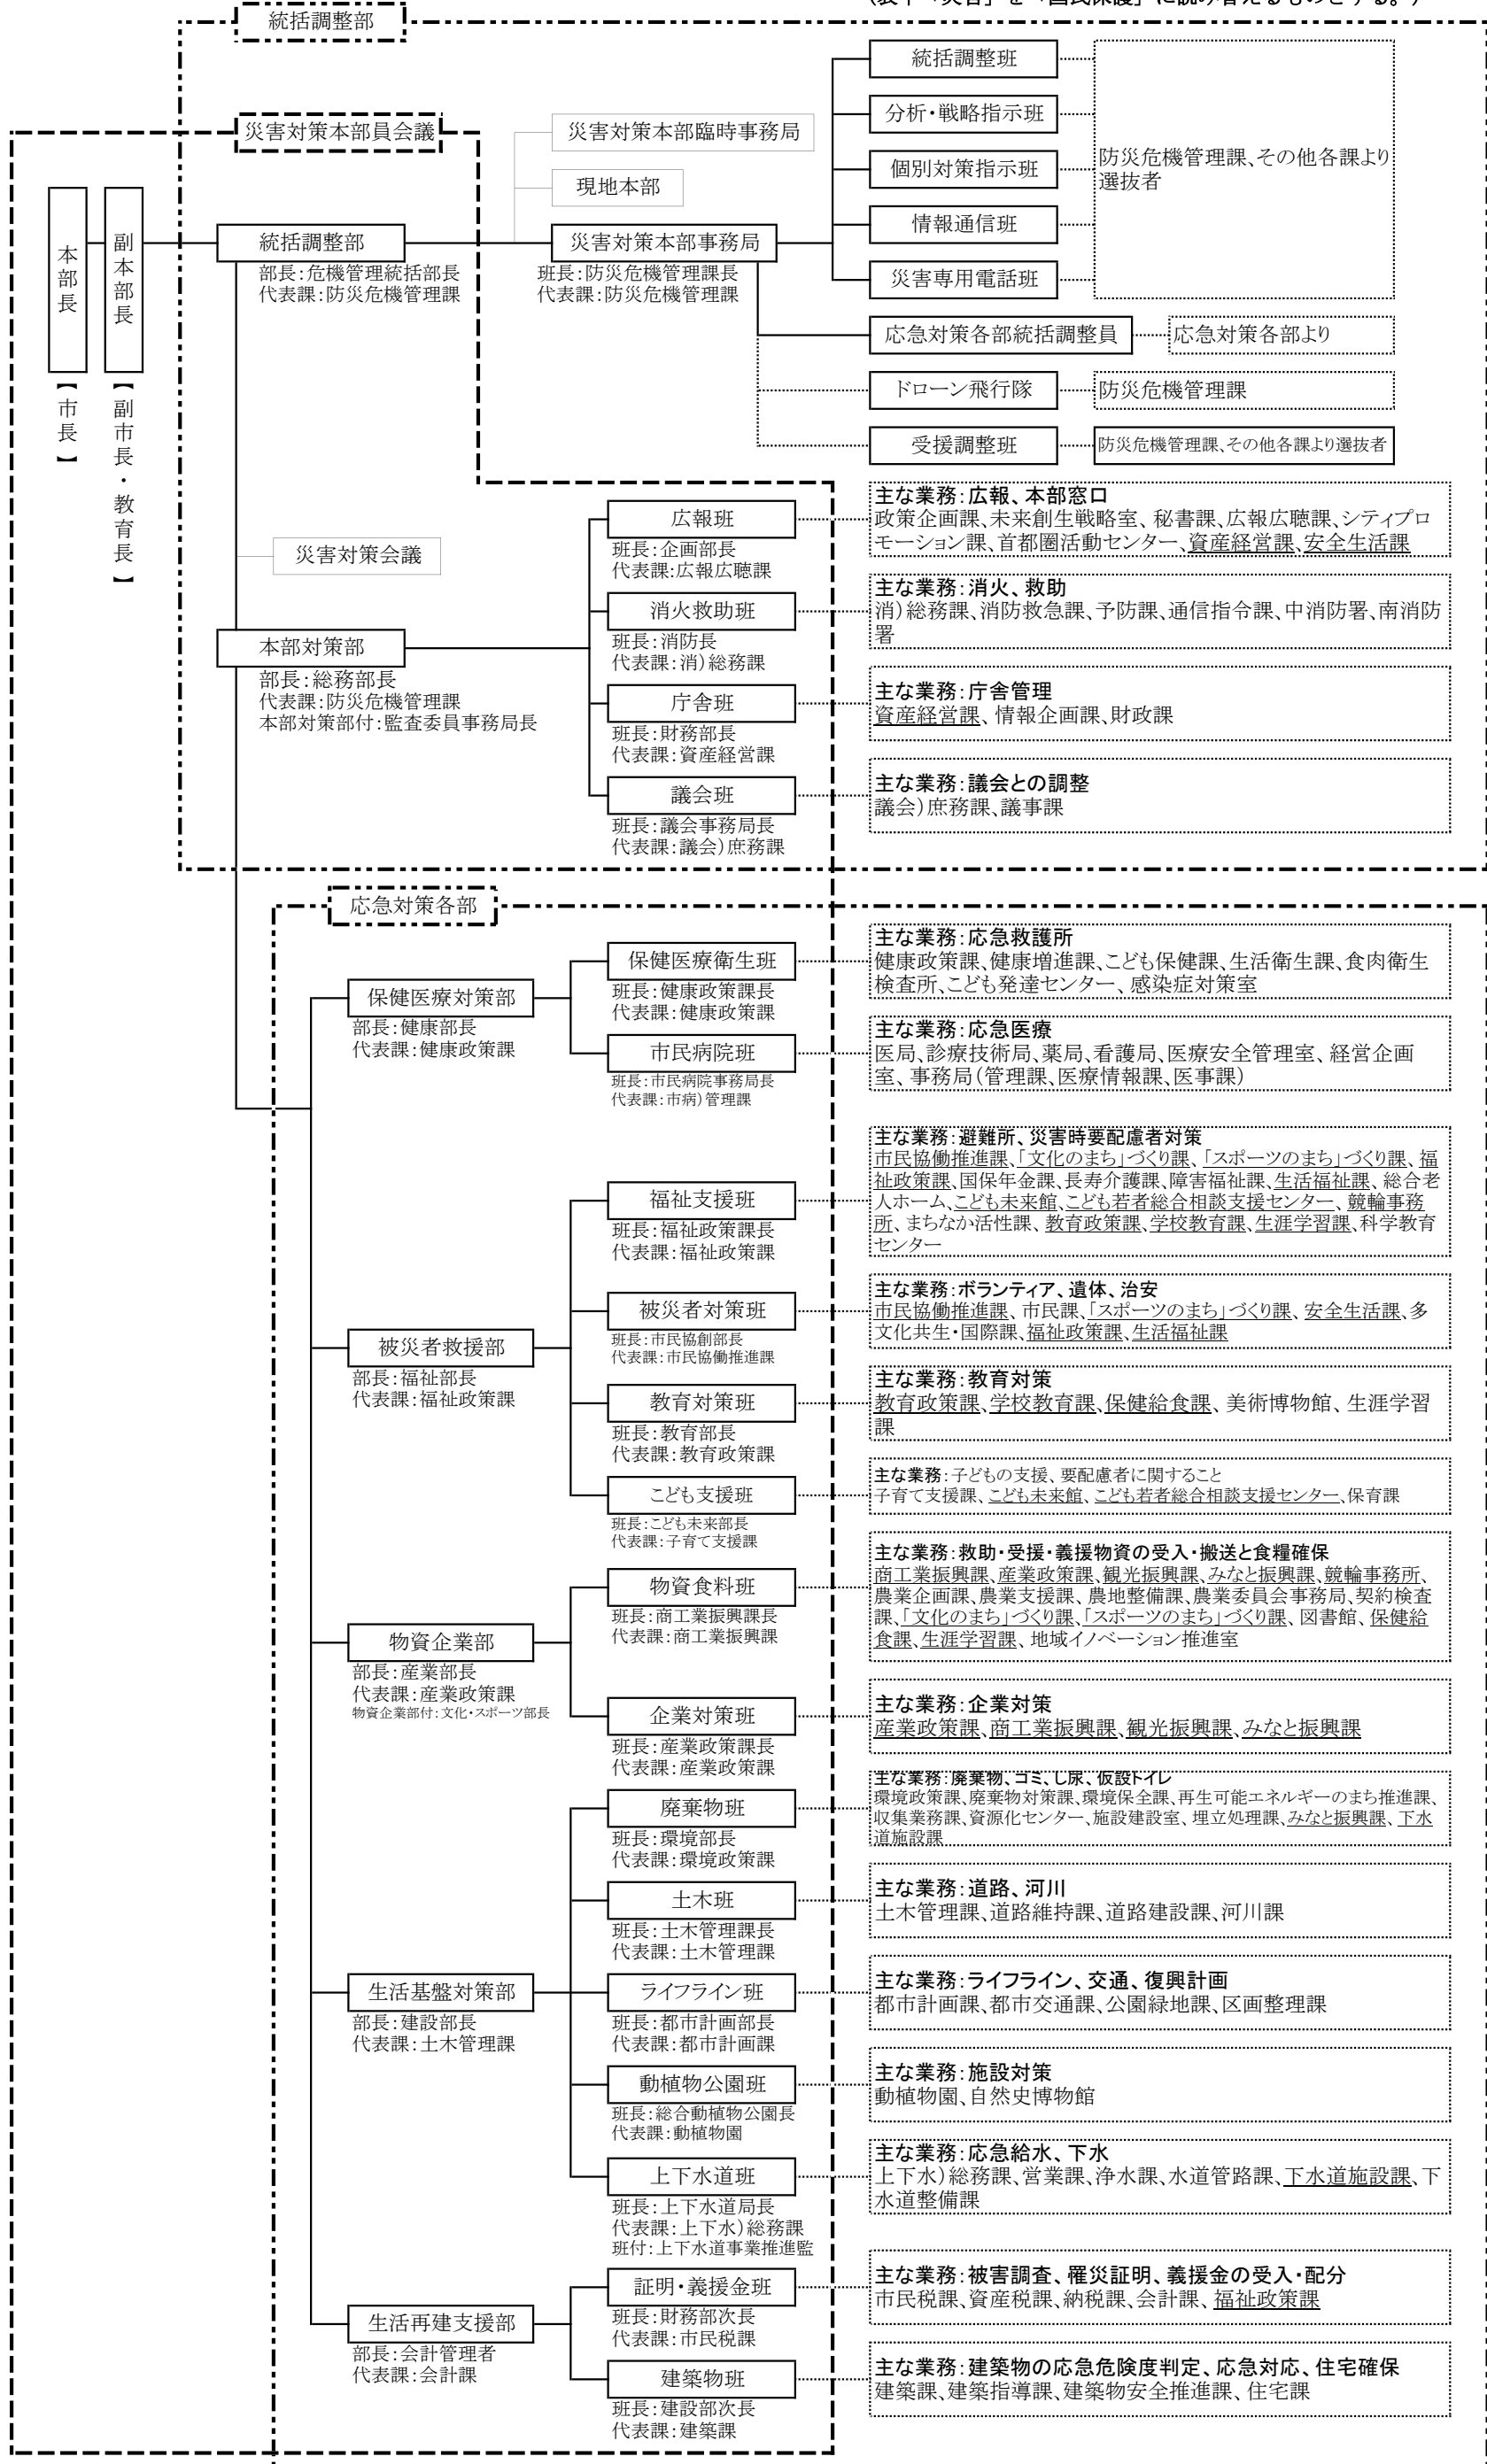 統括調整部
統括調整班
分析・戦略指示班
個別対策指示班
情報通信班
災害専用電話班
防災危機管理課、その他各課より
選抜者
災害対策本部員会議
災害対策本部臨時事務局
現地本部
本部長
【市長】
副本部長
【副市長・教育長】
統括調整部
部長：危機管理統括部長
代表課：防災危機管理課
災害対策本部事務局
班長：防災危機管理課長
代表課：防災危機管理課
応急対策各部統括調整員
応急対策各部より
ドローン飛行隊
防災危機管理課
受援調整班
防災危機管理課、その他各課より選抜者
災害対策会議
本部対策部
部長：総務部長
代表課：防災危機管理課
本部対策部付：監査委員事務局長
広報班
班長：企画部長
代表課：広報広聴課
主な業務：広報、本部窓口
政策企画課、未来創生戦略室、秘書課、広報広聴課、シティプロ
モーション課、首都圏活動センター、資産経営課、安全生活課
消火救助班
班長：消防長
代表課：消）総務課
主な業務：消火、救助
消）総務課、消防救急課、予防課、通信指令課、中消防署、南消防
署
庁舎班
班長：財務部長
代表課：資産経営課
主な業務：庁舎管理
資産経営課、情報企画課、財政課
議会班
班長：議会事務局長
代表課：議会）庶務課
主な業務：議会との調整
議会）庶務課、議事課
応急対策各部
保健医療対策部
部長：健康部長
代表課：健康政策課
保健医療衛生班
班長：健康政策課長
代表課：健康政策課
主な業務：応急救護所
健康政策課、健康増進課、こども保健課、生活衛生課、食肉衛生
検査所、こども発達センター、感染症対策室
市民病院班
班長：市民病院事務局長
代表課：市病）管理課
主な業務：応急医療
医局、診療技術局、薬局、看護局、医療安全管理室、経営企画
室、事務局（管理課、医療情報課、医事課）
被災者救援部
部長：福祉部長
代表課：福祉政策課
福祉支援班
班長：福祉政策課長
代表課：福祉政策課
主な業務：避難所、災害時要配慮者対策
市民協働推進課、「文化のまち」づくり課、「スポーツのまち」づくり課、福
祉政策課、国保年金課、長寿介護課、障害福祉課、生活福祉課、総合老
人ホーム、こども未来館、こども若者総合相談支援センター、競輪事務
所、まちなか活性課、教育政策課、学校教育課、生涯学習課、科学教育
センター
被災者対策班
班長：市民協創部長
代表課：市民協働推進課
主な業務：ボランティア、遺体、治安
市民協働推進課、市民課、「スポーツのまち」づくり課、安全生活課、多
文化共生・国際課、福祉政策課、生活福祉課
教育対策班
班長：教育部長
代表課：教育政策課
主な業務：教育対策
教育政策課、学校教育課、保健給食課、美術博物館、生涯学習
課
こども支援班
班長：こども未来部長
代表課：子育て支援課
主な業務：子どもの支援、要配慮者に関すること
子育て支援課、こども未来館、こども若者総合相談支援センター、保育課
物資企業部
部長：産業部長
代表課：産業政策課
物資企業部付：文化・スポーツ部長
物資食料班
班長：商工業振興課長
代表課：商工業振興課
主な業務：救助・受援・義援物資の受入・搬送と食糧確保
商工業振興課、産業政策課、観光振興課、みなと振興課、競輪事務所、
農業企画課、農業支援課、農地整備課、農業委員会事務局、契約検査
課、「文化のまち」づくり課、「スポーツのまち」づくり課、図書館、保健給
食課、生涯学習課、地域イノベーション推進室
企業対策班
班長：産業政策課長
代表課：産業政策課
主な業務：企業対策
産業政策課、商工業振興課、観光振興課、みなと振興課
生活基盤対策部
部長：建設部長
代表課：土木管理課
廃棄物班
班長：環境部長
代表課：環境政策課
主な業務：廃棄物、ゴミ、し尿、仮設トイレ
環境政策課、廃棄物対策課、環境保全課、再生可能エネルギーのまち推進課、
収集業務課、資源化センター、施設建設室、埋立処理課、みなと振興課、下水
道施設課
土木班
班長：土木管理課長
代表課：土木管理課
主な業務：道路、河川
土木管理課、道路維持課、道路建設課、河川課
ライフライン班
班長：都市計画部長
代表課：都市計画課
主な業務：ライフライン、交通、復興計画
都市計画課、都市交通課、公園緑地課、区画整理課
動植物公園班
班長：総合動植物公園長
代表課：動植物園
主な業務：施設対策
動植物園、自然史博物館
上下水道班
班長：上下水道局長
代表課：上下水）総務課
班付：上下水道事業推進監
主な業務：応急給水、下水
上下水）総務課、営業課、浄水課、水道管路課、下水道施設課、下
水道整備課
生活再建支援部
部長：会計管理者
代表課：会計課
証明・義援金班
班長：財務部次長
代表課：市民税課
主な業務：被害調査、罹災証明、義援金の受入・配分
市民税課、資産税課、納税課、会計課、福祉政策課
建築物班
班長：建設部次長
代表課：建築課
主な業務：建築物の応急危険度判定、応急対応、住宅確保
建築課、建築指導課、建築物安全推進課、住宅課